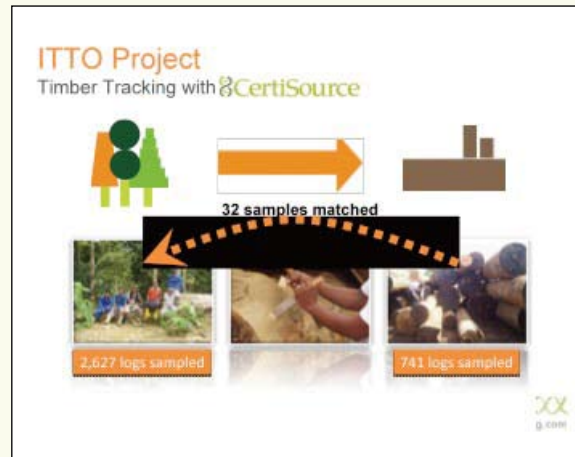 ITTO Project
Timber Tracking with CertiSource
32 samples matched
2,627 logs sampled
741 logs sampled
g.com